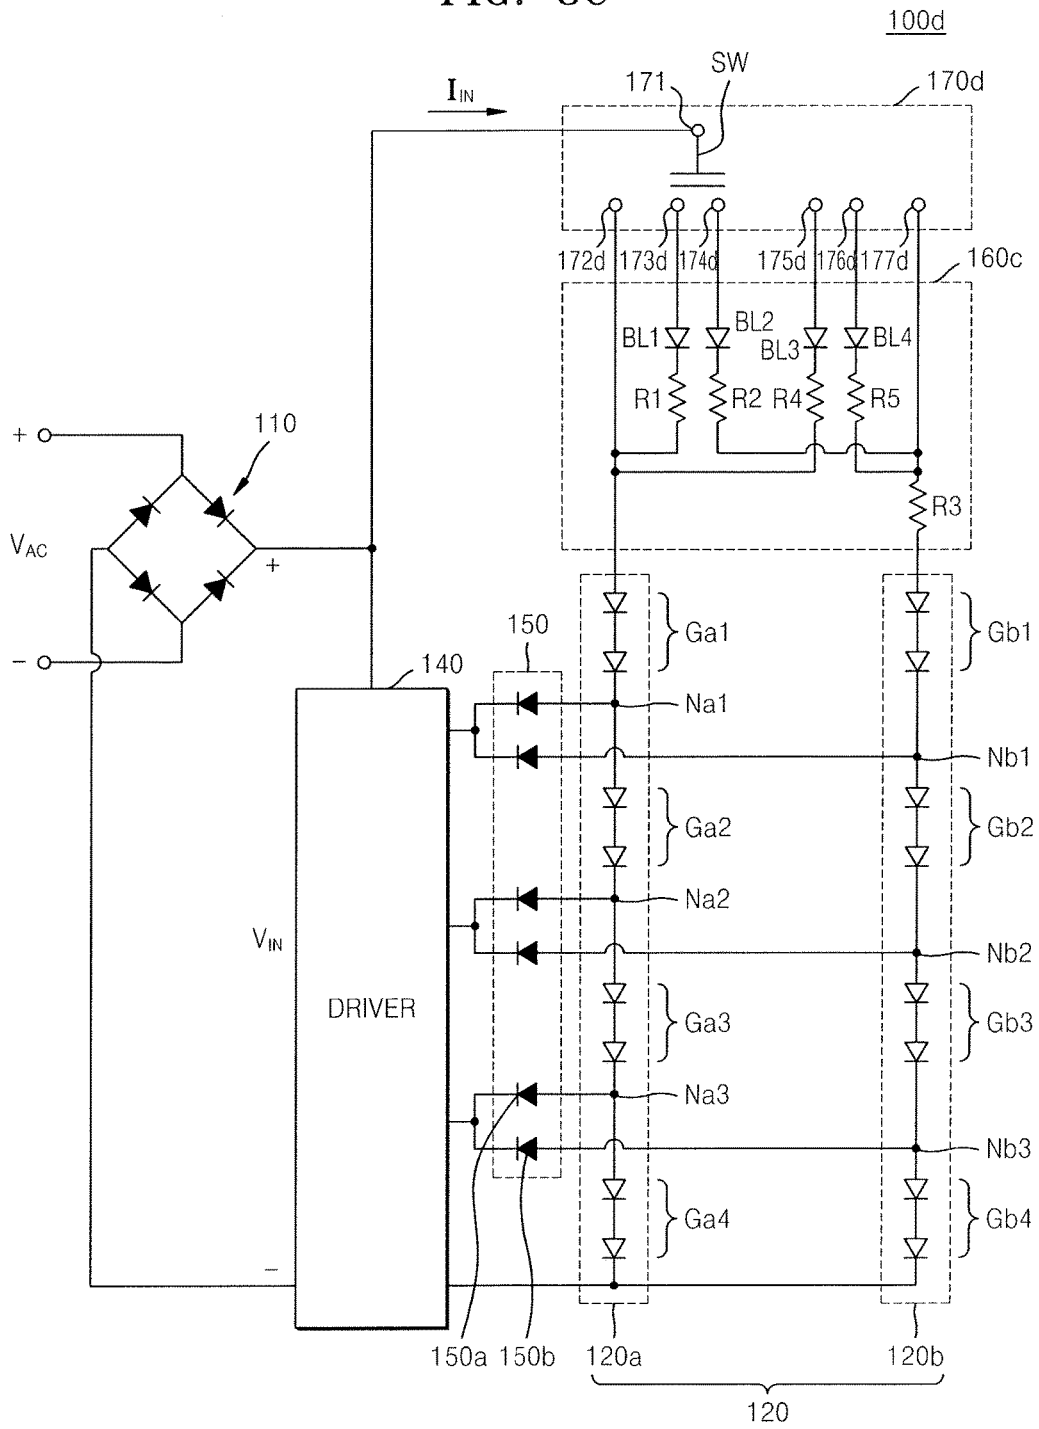 100d
SW
171
170d
IIN
172d 173d 174d 175d 176d 177d
160c
BL1 BL2 BL3 BL4
R1 R2 R4 R5
+
110
R3
VAC
+
−
150
140
Ga1 Gb1
Na1
Nb1
Ga2 Gb2
Na2
VIN
Nb2
DRIVER
Ga3 Gb3
Na3
Nb3
Ga4 Gb4
−
150a 150b 120a 120b
120